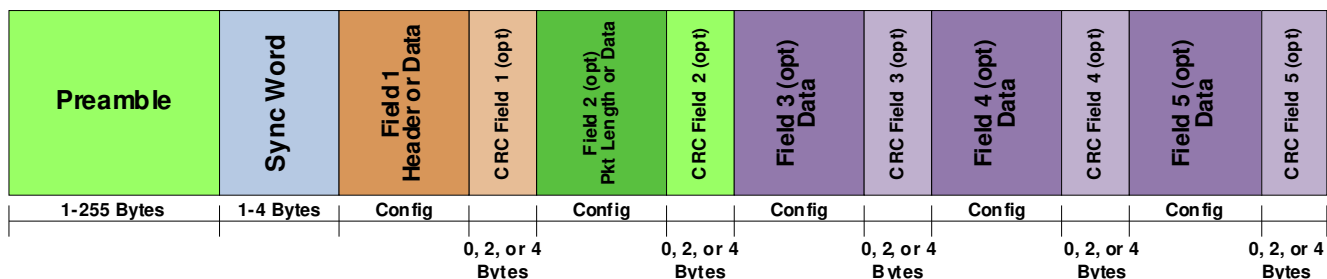 Preamble
Sync Word
Field 1
Header or Data
CRC Field 1 (opt)
Field 2 (opt)
Pkt Length or Data
CRC Field 2 (opt)
Field 3 (opt)
Data
CRC Field 3 (opt)
Field 4 (opt)
Data
CRC Field 4 (opt)
Field 5 (opt)
Data
CRC Field 5 (opt)
1-255 Bytes
1-4 Bytes
Config
Config
Config
Config
Config
0, 2, or 4
Bytes
0, 2, or 4
Bytes
0, 2, or 4
Bytes
0, 2, or 4
Bytes
0, 2, or 4
Bytes